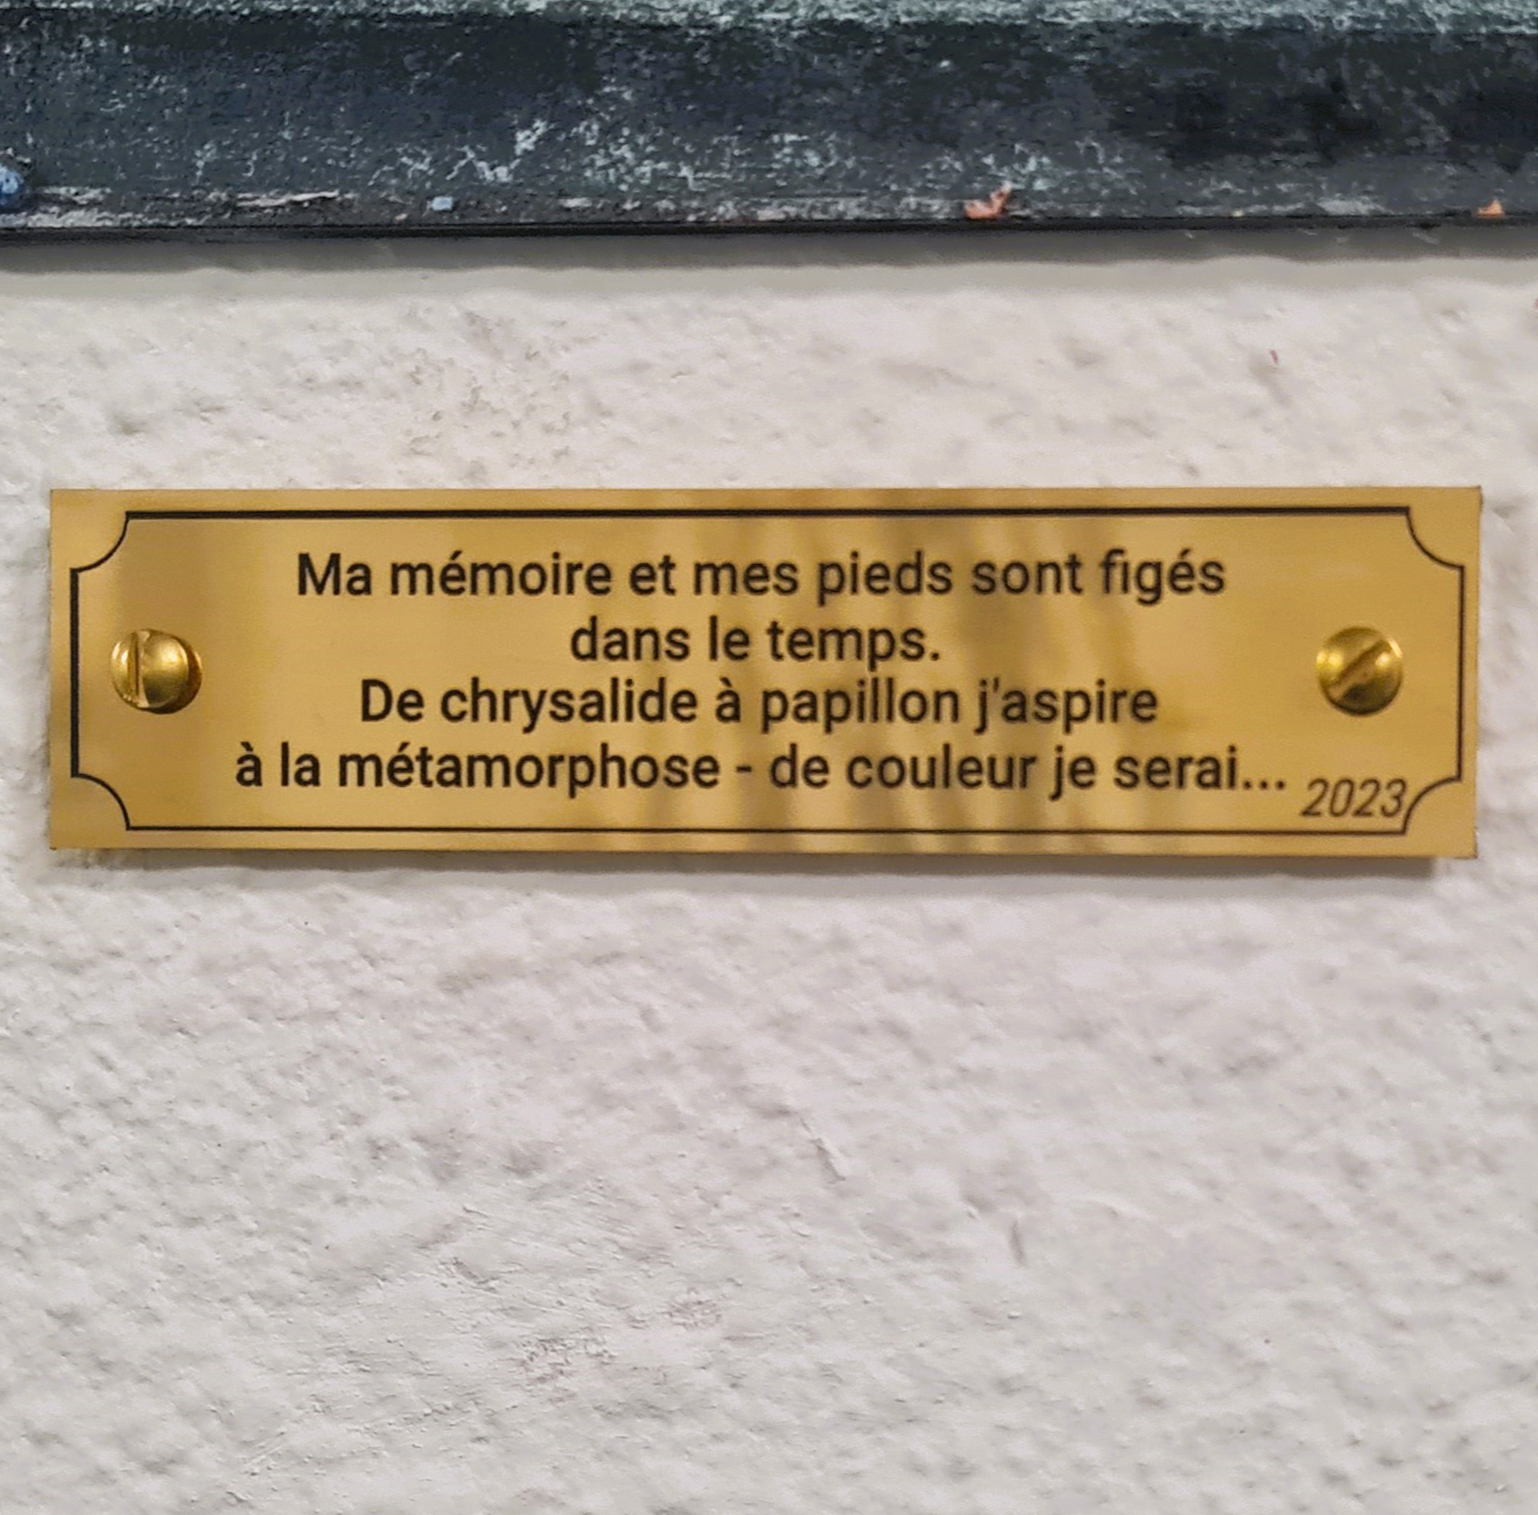 Ma mémoire et mes pieds sont figés
dans le temps.
De chrysalide à papillon j'aspire
à la métamorphose - de couleur je serai...
2023